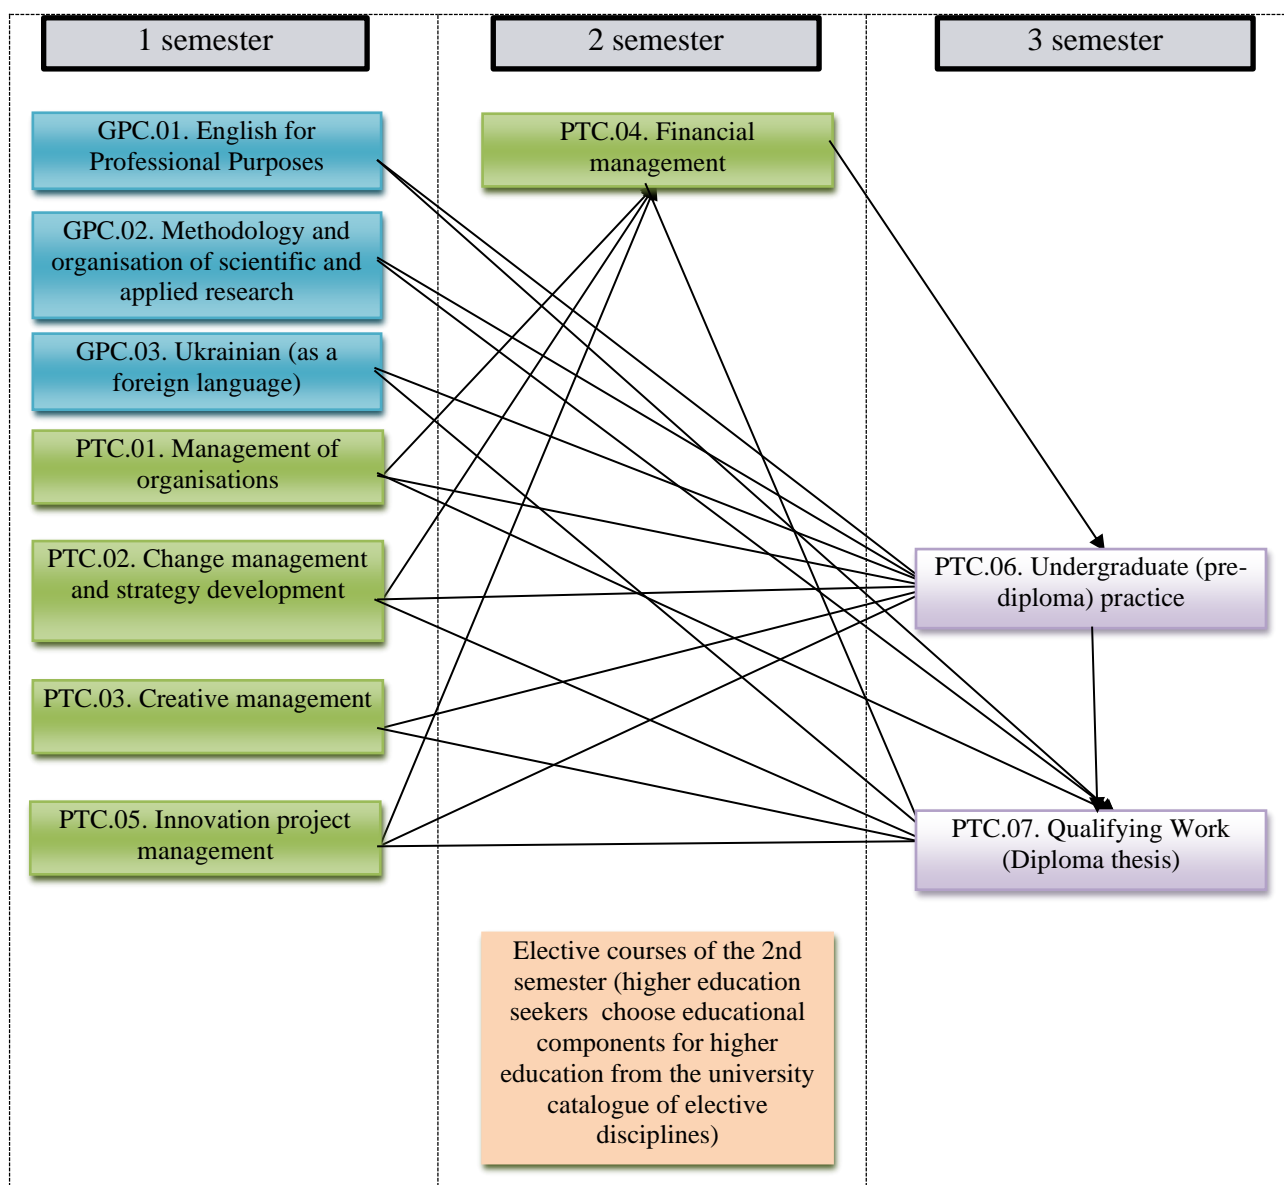 1 semester
2 semester
3 semester
GPC.01. English for
Professional Purposes
GPC.02. Methodology and
organisation of scientific and
applied research
GPC.03. Ukrainian (as a
foreign language)
PTC.01. Management of
organisations
PTC.02. Change management
and strategy development
PTC.03. Creative management
PTC.05. Innovation project
management
PTC.04. Financial
management
Elective courses of the 2nd
semester (higher education
seekers  choose educational
components for higher
education from the university
catalogue of elective
disciplines)
PTC.06. Undergraduate (pre-
diploma) practice
PTC.07. Qualifying Work
(Diploma thesis)